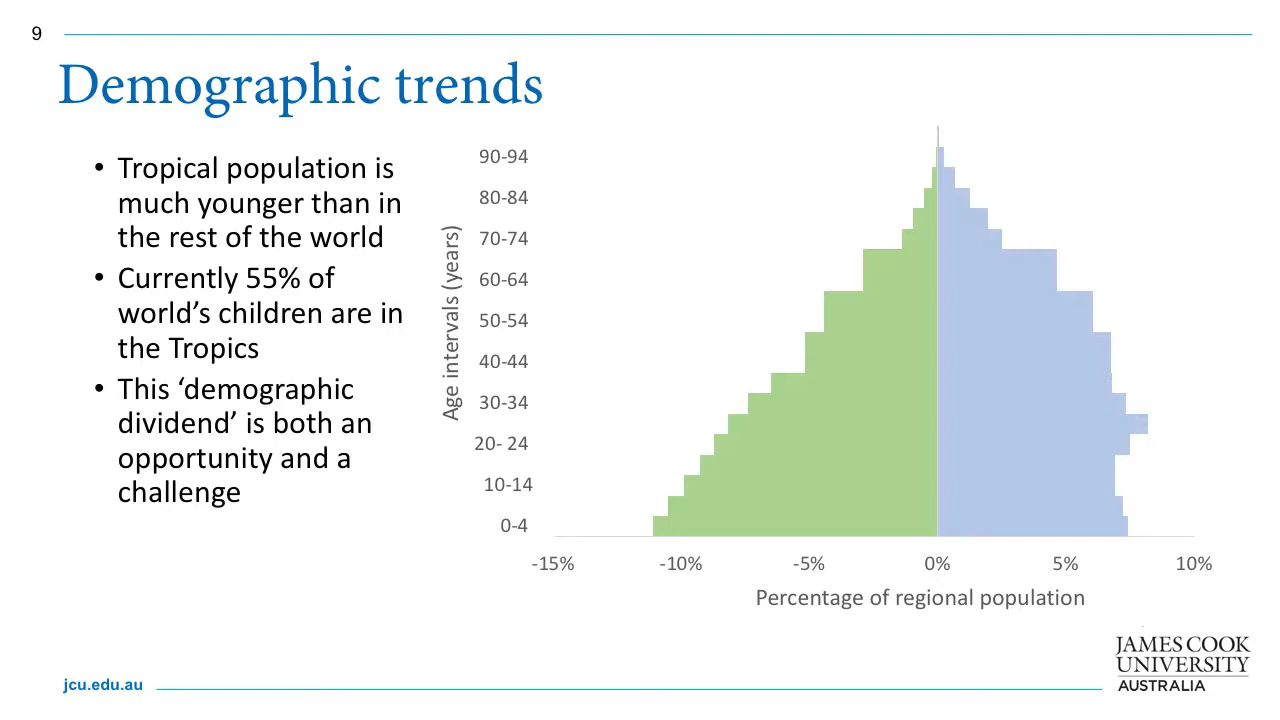 9
Demographic trends
• Tropical population is
much younger than in
the rest of the world
• Currently 55% of
world’s children are in
the Tropics
• This ‘demographic
dividend’ is both an
opportunity and a
challenge
Age intervals (years)
90-94
80-84
70-74
60-64
50-54
40-44
30-34
20- 24
10-14
0-4
-15% -10% -5% 0% 5% 10%
Percentage of regional population
JAMES COOK
UNIVERSITY
AUSTRALIA
jcu.edu.au